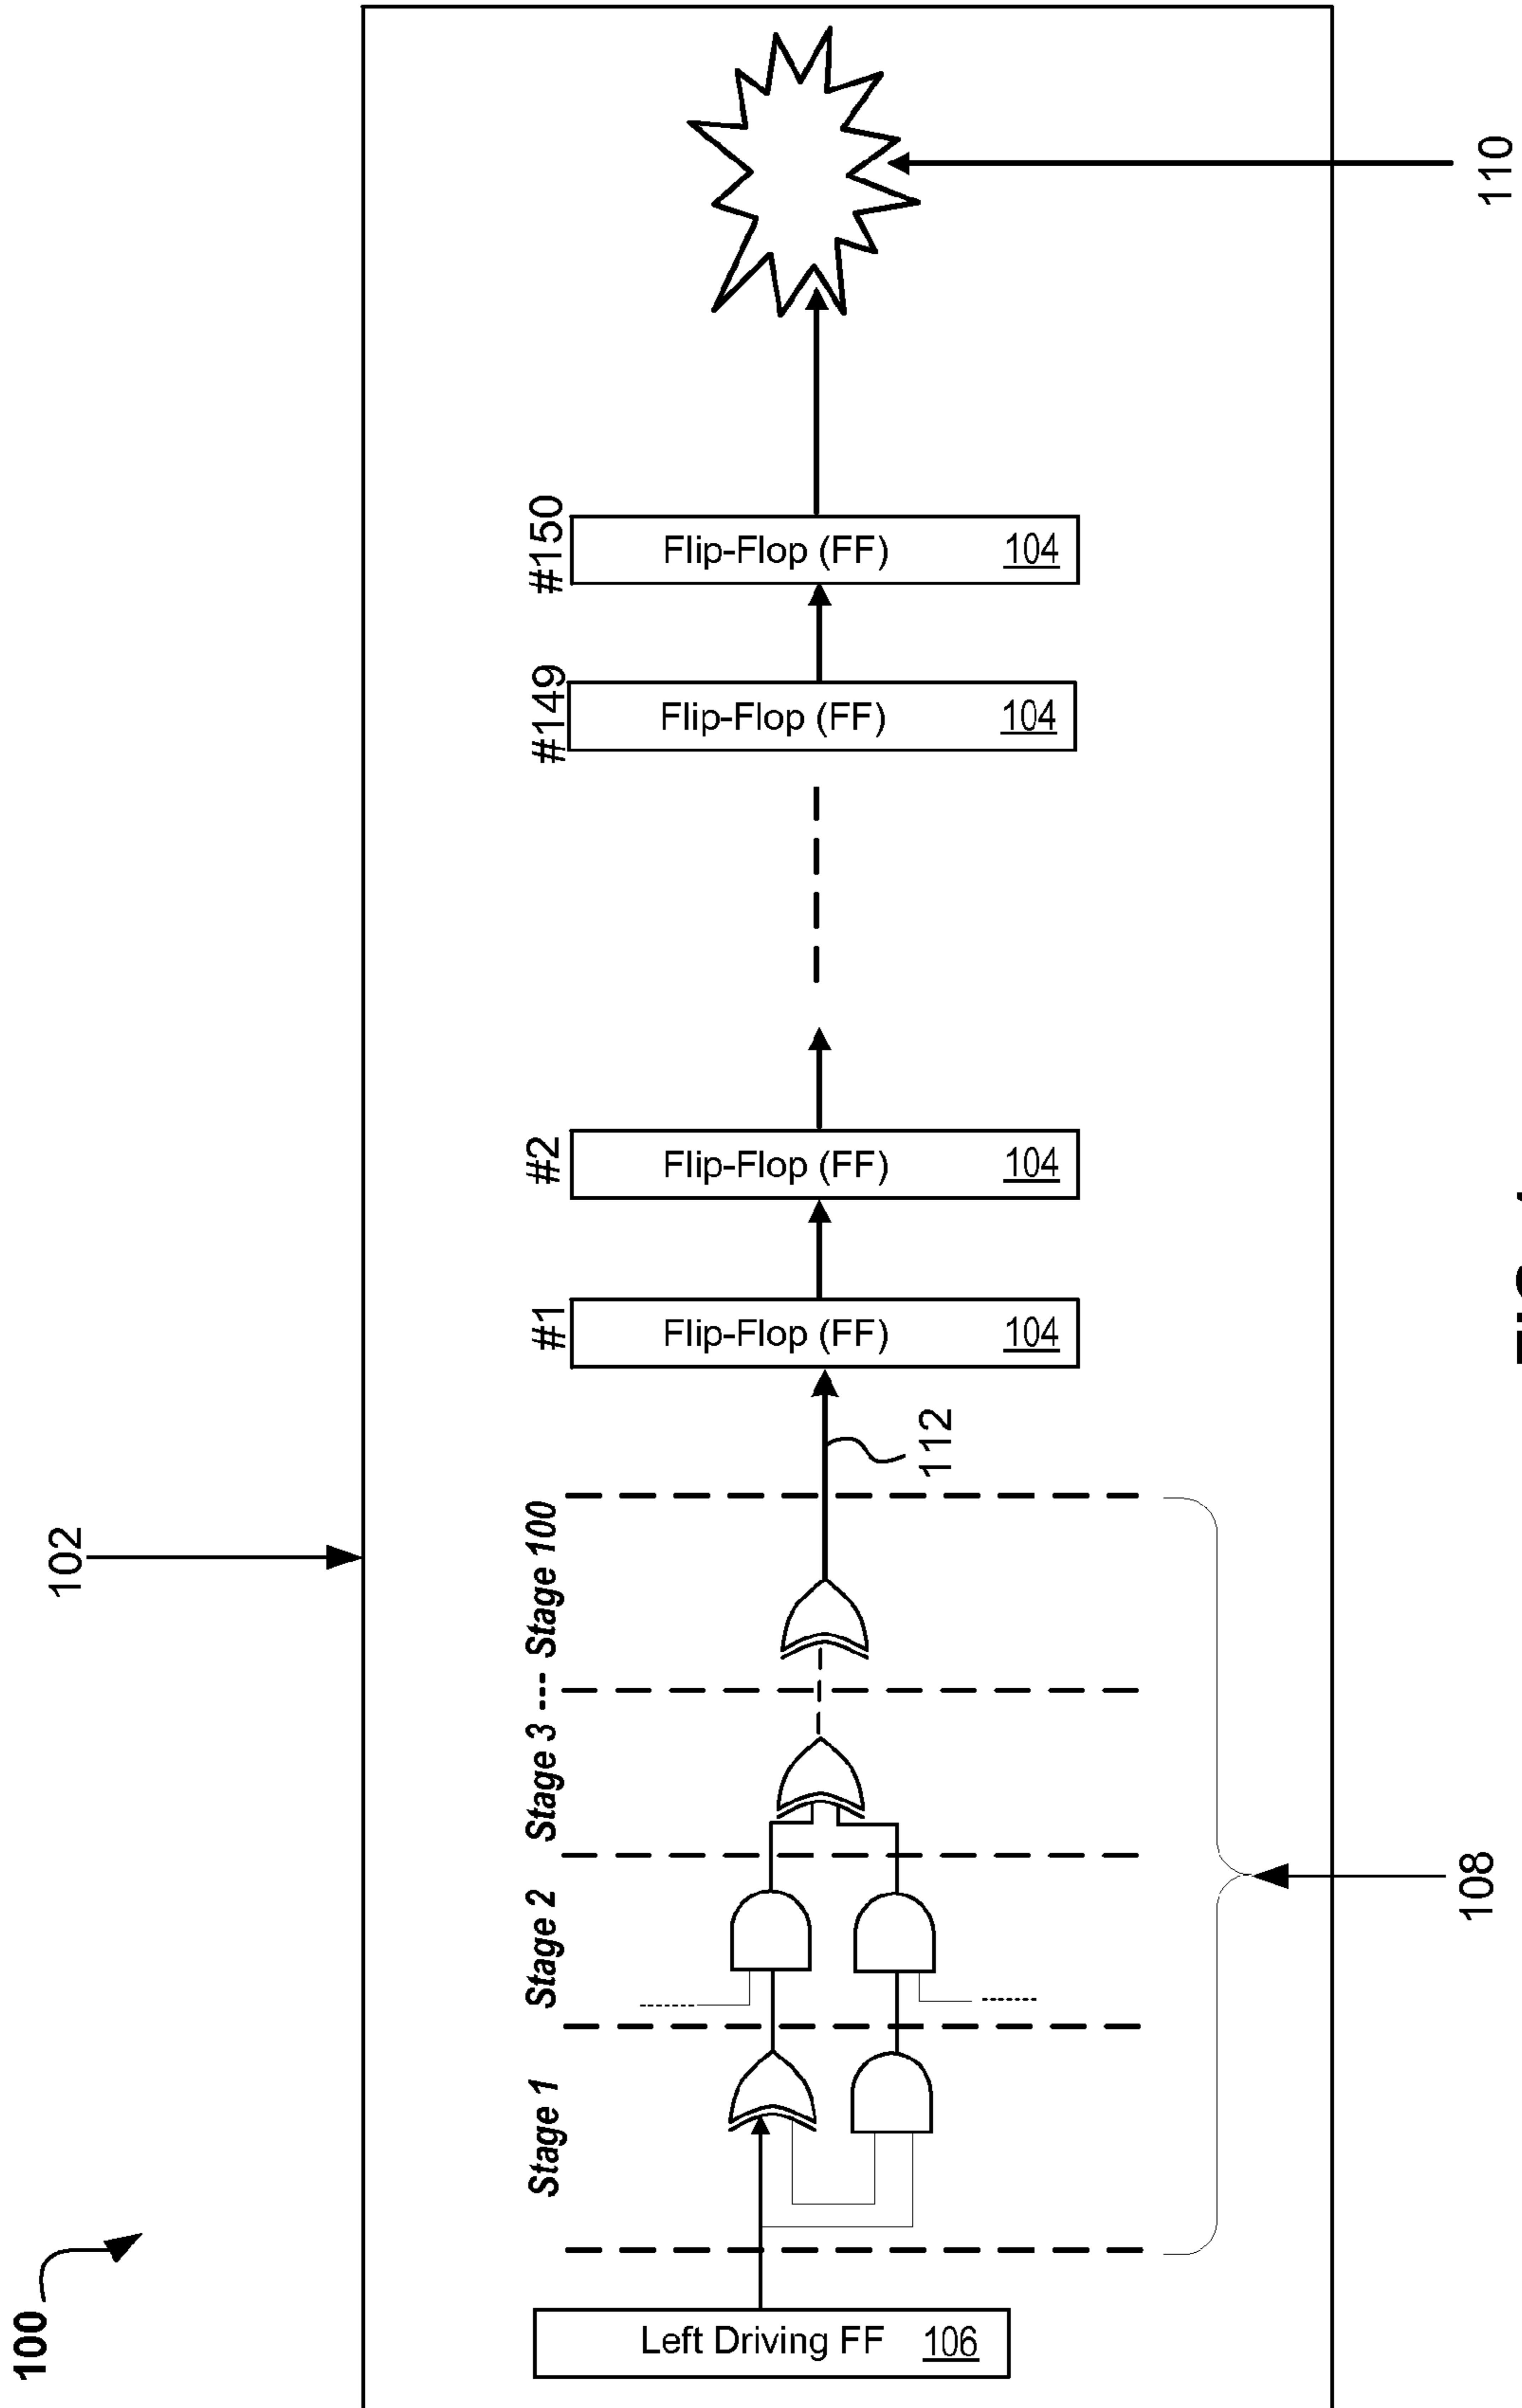 100
102
Stage 1
Stage 2
Stage 3 --- Stage 100
#1
#2
#149
#150
Left Driving FF 106
Flip-Flop (FF) 104
Flip-Flop (FF) 104
Flip-Flop (FF) 104
Flip-Flop (FF) 104
112
108
110